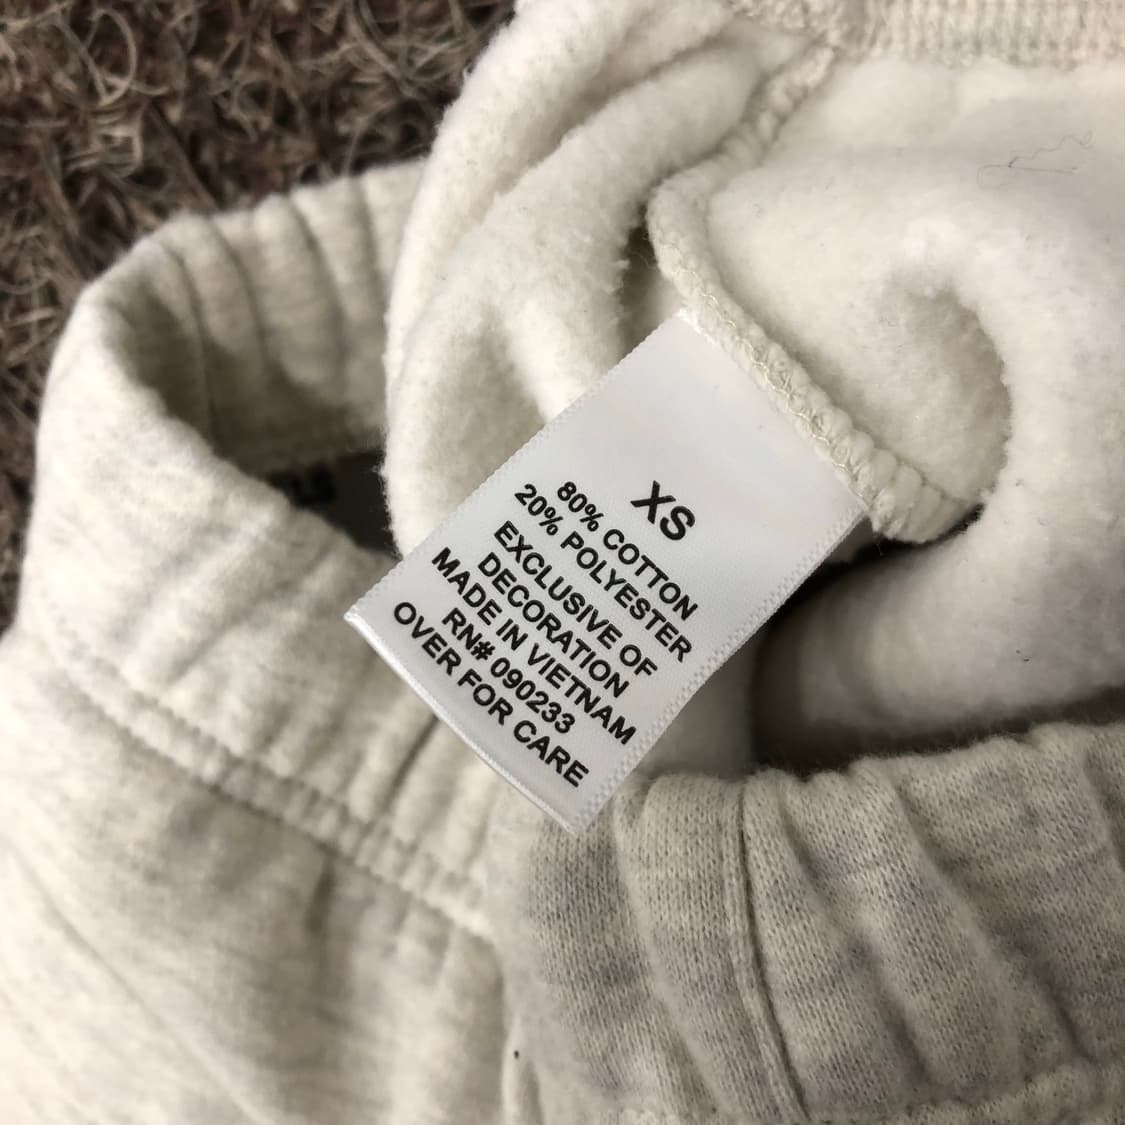 XS
80% COTTON
20% POLYESTER
EXCLUSIVE OF
DECORATION
MADE IN VIETNAM
RN# 090233
OVER FOR CARE